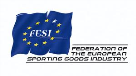 FESI
FEDERATION OF
THE EUROPEAN
SPORTING GOODS INDUSTRY